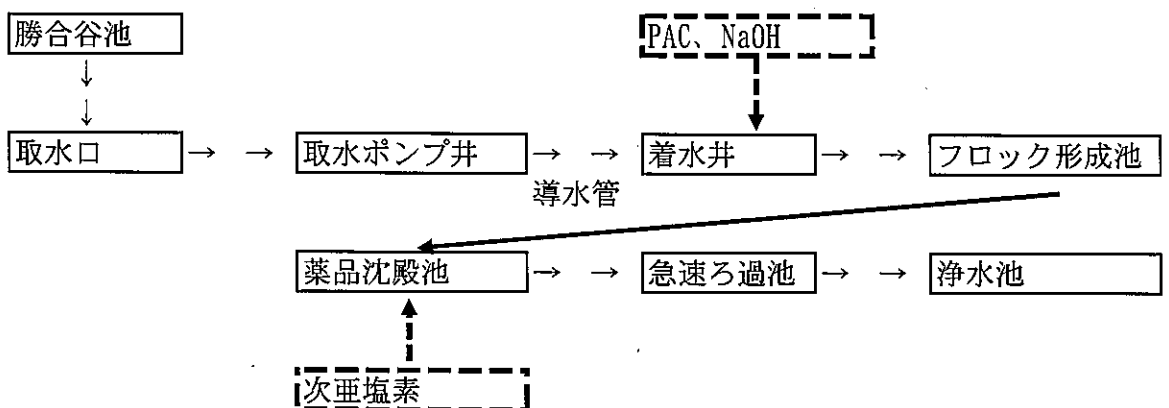 勝合谷池
PAC、NaOH
↓
↓
取水口 → → 取水ポンプ井 → → 着水井 → → フロック形成池
導水管
薬品沈殿池 → → 急速ろ過池 → → 浄水池
次亜塩素